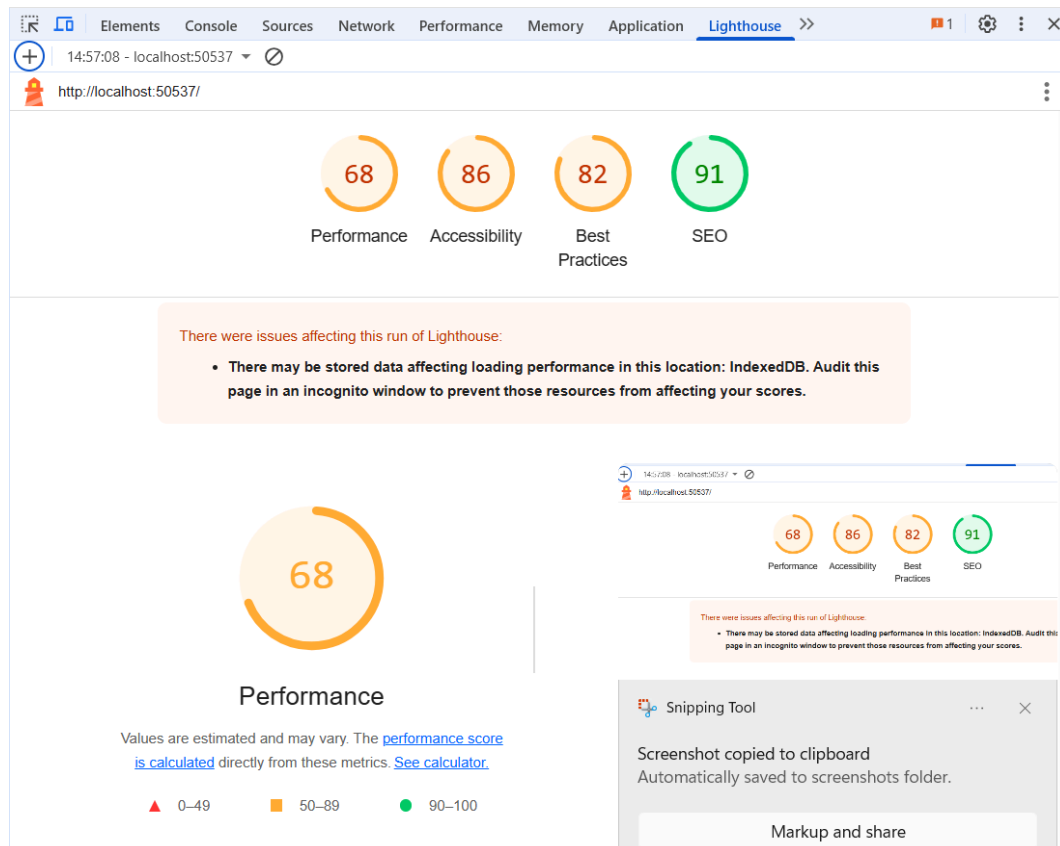 Elements Console Sources Network Performance Memory Application Lighthouse 1
14:57:08 - localhost:50537
http://localhost:50537/
68 86 82 91
Performance Accessibility Best Practices SEO
There were issues affecting this run of Lighthouse:
• There may be stored data affecting loading performance in this location: IndexedDB. Audit this
page in an incognito window to prevent those resources from affecting your scores.
68
Performance
Values are estimated and may vary. The performance score
is calculated directly from these metrics. See calculator.
0–49 50–89 90–100
14:57:08 - localhost:50537
http://localhost:50537/
68 86 82 91
Performance Accessibility Best Practices SEO
There were issues affecting this run of Lighthouse:
• There may be stored data affecting loading performance in this location: IndexedDB. Audit this
page in an incognito window to prevent those resources from affecting your scores.
Snipping Tool
Screenshot copied to clipboard
Automatically saved to screenshots folder.
Markup and share